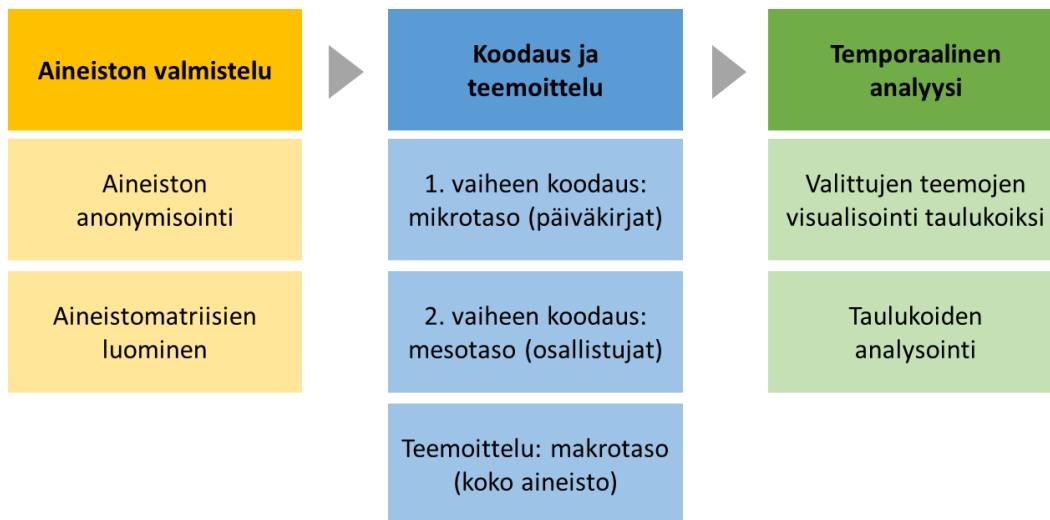 Aineiston valmistelu
Aineiston
anonymisointi
Aineistomatriisien
luominen
Koodaus ja
teemoittelu
1. vaiheen koodaus:
mikrotaso (päiväkirjat)
2. vaiheen koodaus:
mesotaso (osallistujat)
Teemoittelu: makrotaso
(koko aineisto)
Temporaalinen
analyysi
Valittujen teemojen
visualisointi taulukoiksi
Taulukoiden
analysointi